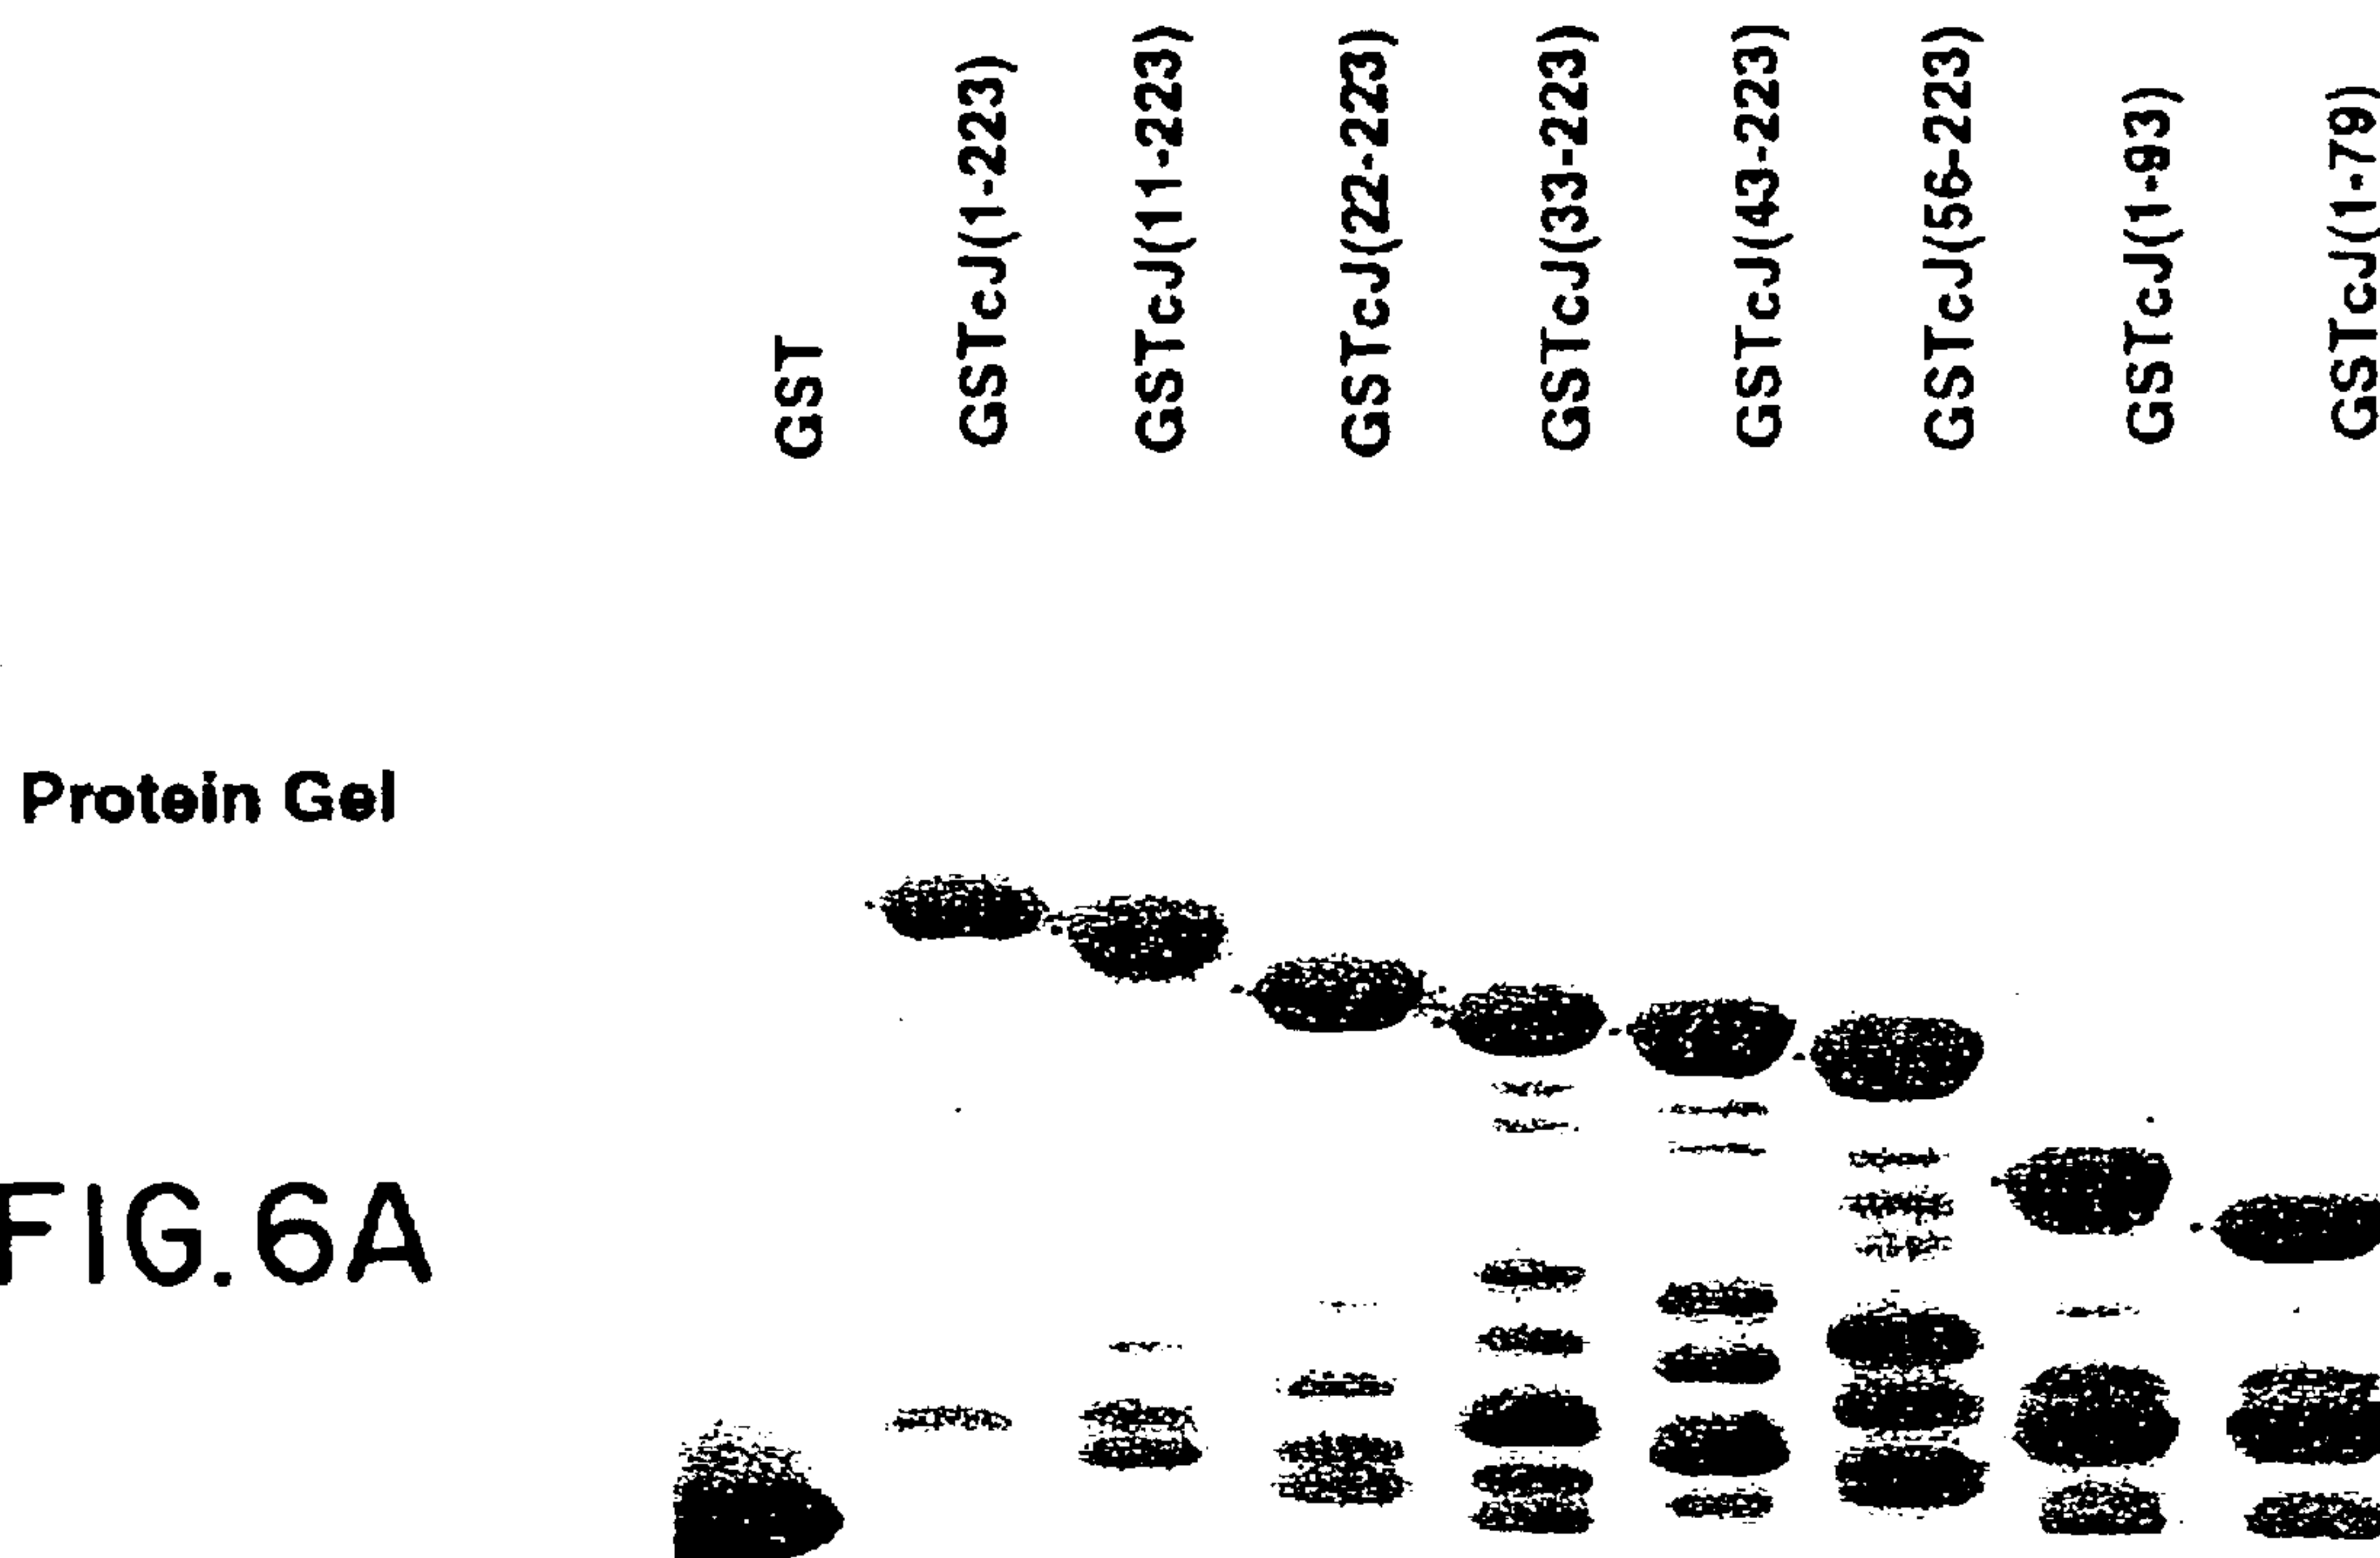 GST
GSTcJ(1-223)
GSTcJ(11-223)
GSTcJ(22-223)
GSTcJ(33-223)
GSTcJ(43-223)
GSTcJ(56-223)
GSTcJ(1-93)
GSTcJ(1-79)
Protein Gel
FIG.6A